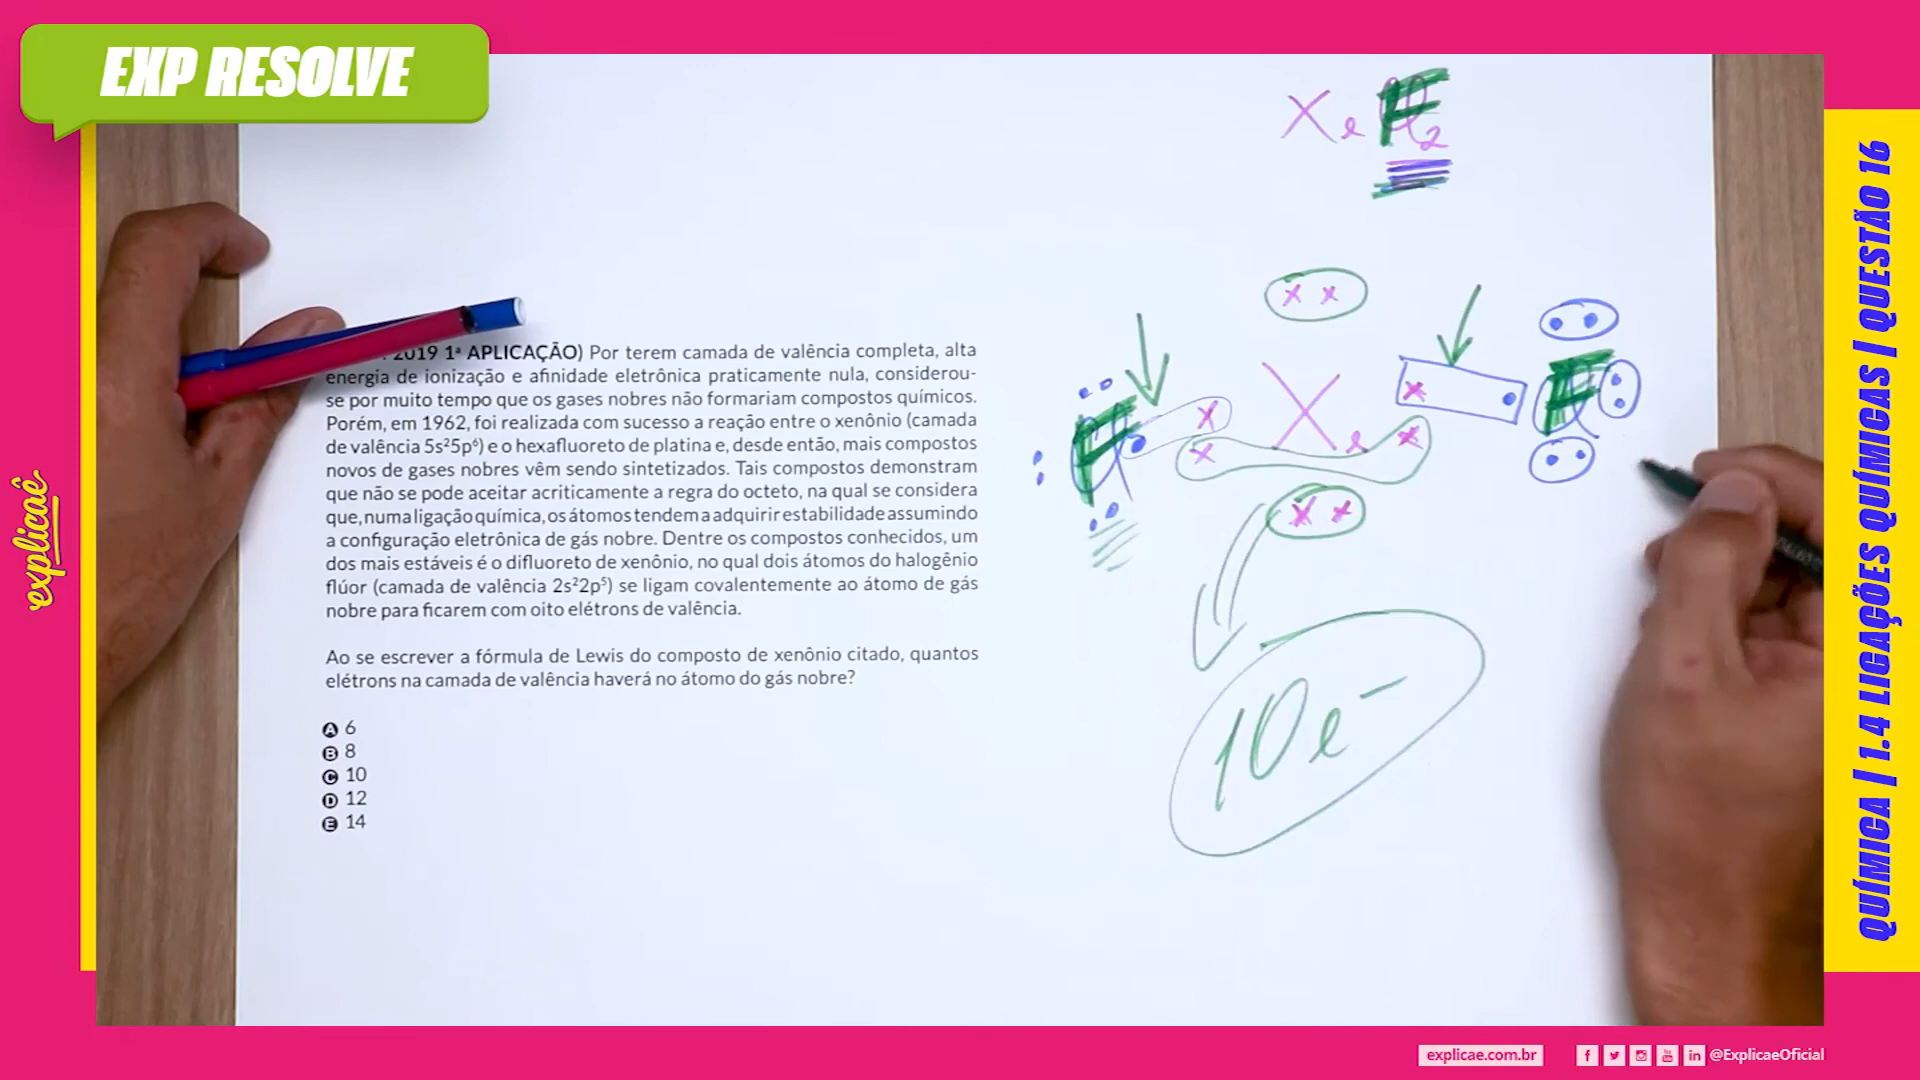 EXP RESOLVE
XeF2
2019 1ª APLICAÇÃO) Por terem camada de valência completa, alta
energia de ionização e afinidade eletrônica praticamente nula, considerou-
se por muito tempo que os gases nobres não formariam compostos químicos.
Porém, em 1962, foi realizada com sucesso a reação entre o xenônio (camada
de valência 5s²5p⁶) e o hexafluoreto de platina e, desde então, mais compostos
novos de gases nobres vêm sendo sintetizados. Tais compostos demonstram
que não se pode aceitar acriticamente a regra do octeto, na qual se considera
que, numa ligação química, os átomos tendem a adquirir estabilidade assumindo
a configuração eletrônica de gás nobre. Dentre os compostos conhecidos, um
dos mais estáveis é o difluoreto de xenônio, no qual dois átomos do halogênio
flúor (camada de valência 2s²2p⁵) se ligam covalentemente ao átomo de gás
nobre para ficarem com oito elétrons de valência.
Ao se escrever a fórmula de Lewis do composto de xenônio citado, quantos
elétrons na camada de valência haverá no átomo do gás nobre?
A 6
B 8
C 10
D 12
E 14
F Xe F
10e-
explicaê
QUÍMICA | 1.4 LIGAÇÕES QUÍMICAS | QUESTÃO 16
explicae.com.br
@ExplicaeOficial